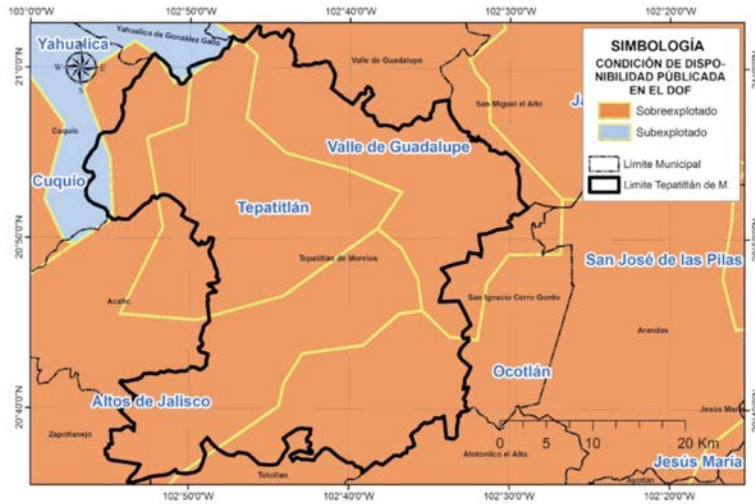 103°0'0"O 102°50'0"O 102°40'0"O 102°30'0"O 102°20'0"O
Yahualica de González Gallo
Yahualica
N
W E
S
21°0'0"N
Valle de Guadalupe
San Miguel el Alto
SIMBOLOGÍA
CONDICIÓN DE DISPO-
NIBILIDAD PÚBLICADA
EN EL DOF
Sobreexplotado
Subexplotado
Límite Municipal
Limite Tepatitlán de M.
Cuquío
Valle de Guadalupe
Cuquío
Tepatitlán
20°50'0"N
Tepatitlán de Morelos
San José de las Pilas
Acatic
San Ignacio Cerro Gordo
Arandas
Ocotlán
20°40'0"N
Altos de Jalisco
Zapotlanejo
Jesús María
0 5 10 20 Km
Atotonilco el Alto
Jesús María
Tototlan
Ayotlán
102°50'0"O 102°40'0"O 102°30'0"O 102°20'0"O